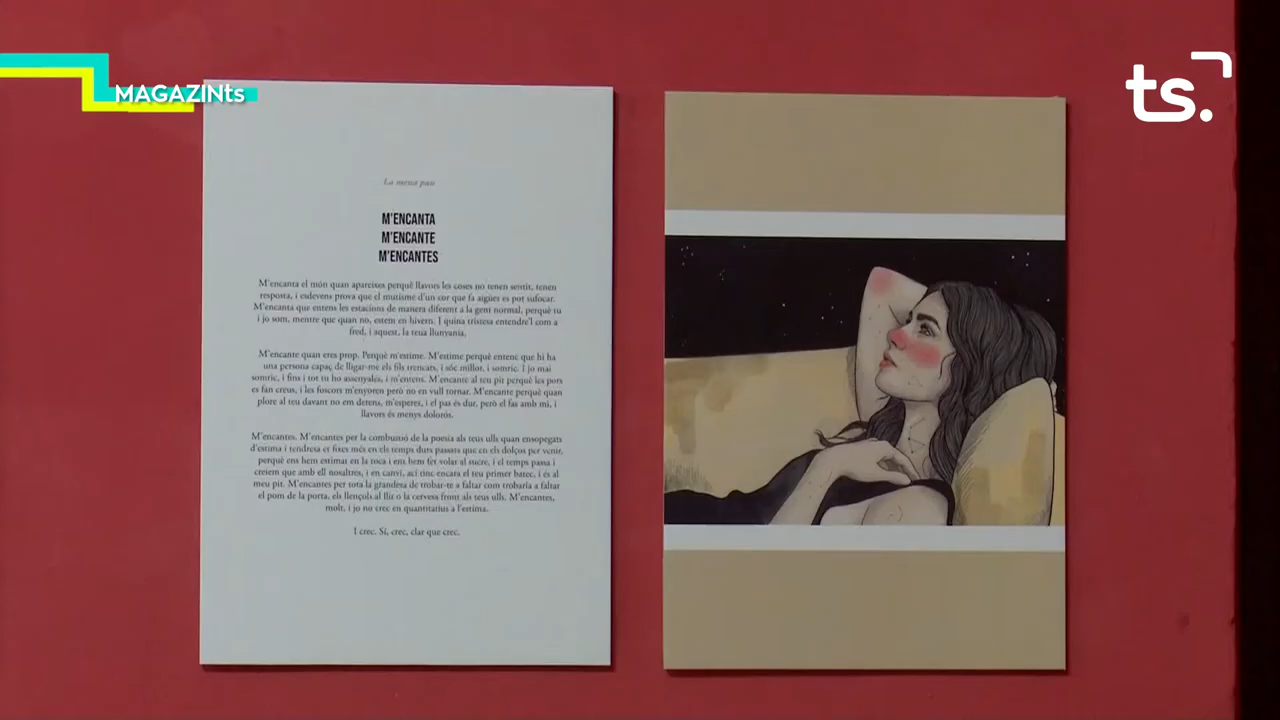 MAGAZINts
ts.
La meua pau
M'ENCANTA
M'ENCANTE
M'ENCANTES
M'encanta el món quan apareixes perquè llavors les coses no tenen sentit, tenen
resposta, i esdevens prova que el mutisme d'un cor que fa aigües es pot sufocar.
M'encanta que entens les estacions de manera diferent a la gent normal, perquè tu
i jo som, mentre que quan no, estem en hivern. I quina tristesa entendre'l com a
fred, i aquest, la teua llunyania.
M'encante quan eres prop. Perquè m'estime. M'estime perquè entenc que hi ha
una persona capaç de lligar-me els fils trencats, i sóc millor, i somric. I jo mai
somric, i fins i tot tu ho assenyales, i m'entens. M'encante al teu pit perquè les pors
es fan creus, i les foscors m'enyoren però no en vull tornar. M'encante perquè quan
plore al teu davant no em detens, m'esperes, i el pas és dur, però el fas amb mi, i
llavors és menys dolorós.
M'encantes. M'encantes per la combustió de la poesia als teus ulls quan ensopegats
d'estima i tendresa et fixes més en els temps durs passats que en els dolços per venir,
perquè ens hem estimat en la roca i ens hem fet volar al sucre, i el temps passa i
creiem que amb ell nosaltres, i en canvi, ací tinc encara el teu primer batec, i és al
meu pit. M'encantes per tota la grandesa de trobar-te a faltar com trobaria a faltar
el pom de la porta, els llençols al llit o la cervesa front als teus ulls. M'encantes,
molt, i jo no crec en quantitatius a l'estima.
I crec. Sí, crec, clar que crec.